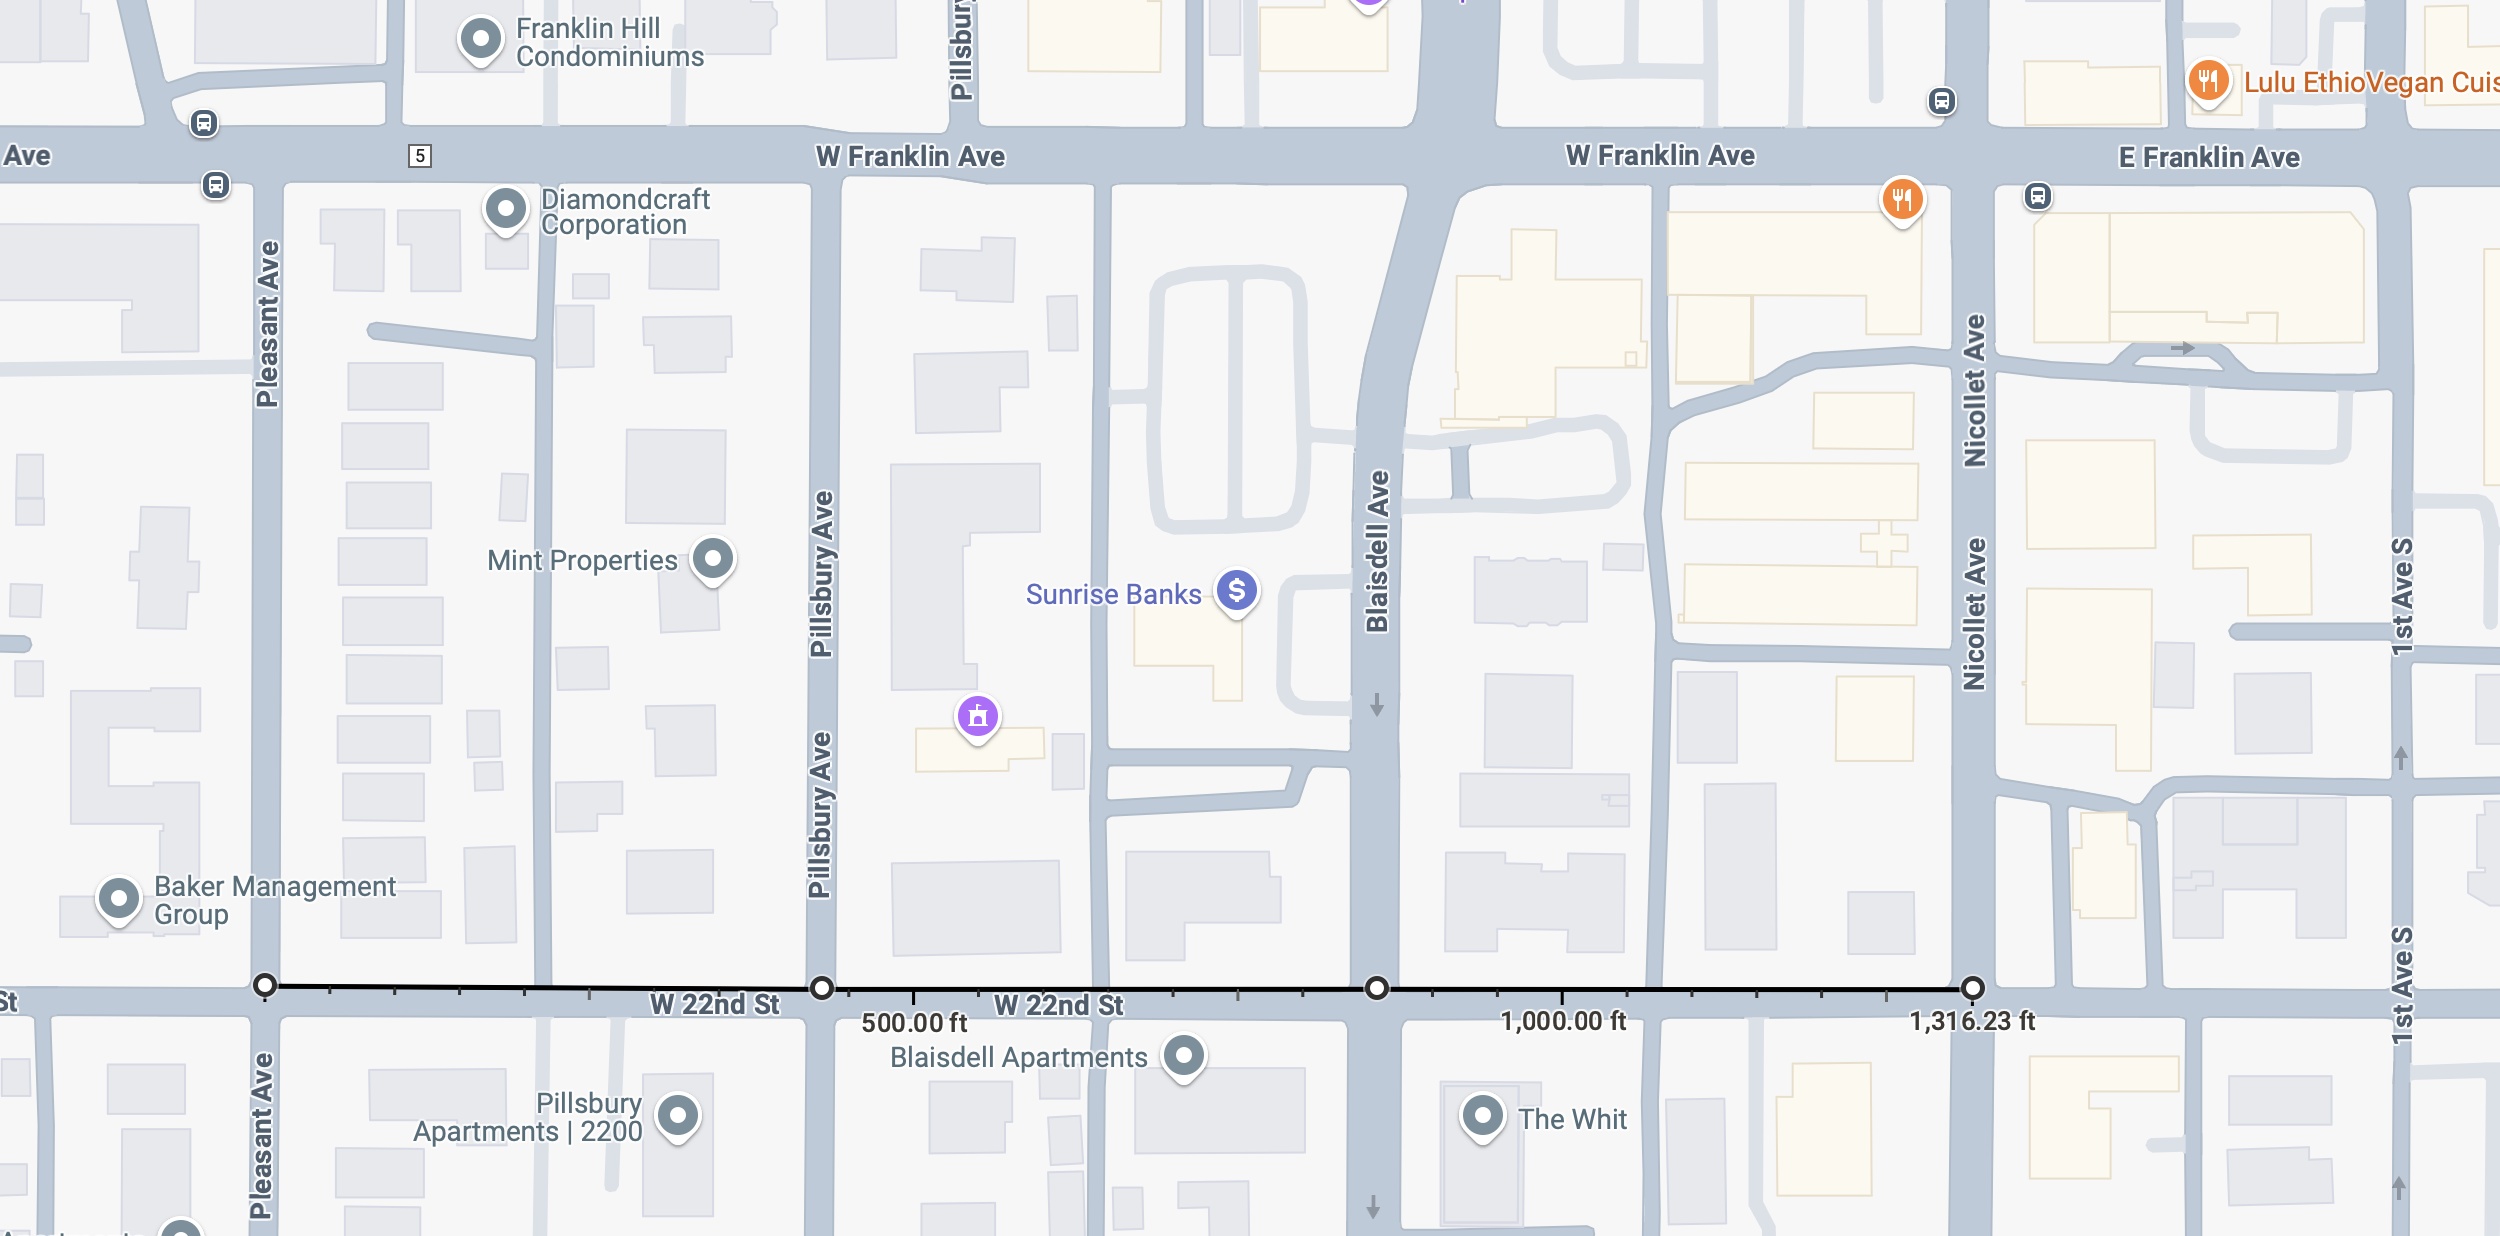 Franklin Hill
Condominiums
Pillsbury
Lulu EthioVegan Cuis
Ave
5
W Franklin Ave
W Franklin Ave
E Franklin Ave
Diamondcraft
Corporation
Pleasant Ave
Nicollet Ave
Pillsbury Ave
Blaisdell Ave
Mint Properties
Sunrise Banks
$
Nicollet Ave
1st Ave S
Pillsbury Ave
Baker Management
Group
1st Ave S
St
W 22nd St
W 22nd St
500.00 ft
1,000.00 ft
1,316.23 ft
Blaisdell Apartments
Pleasant Ave
Pillsbury
Apartments | 2200
The Whit